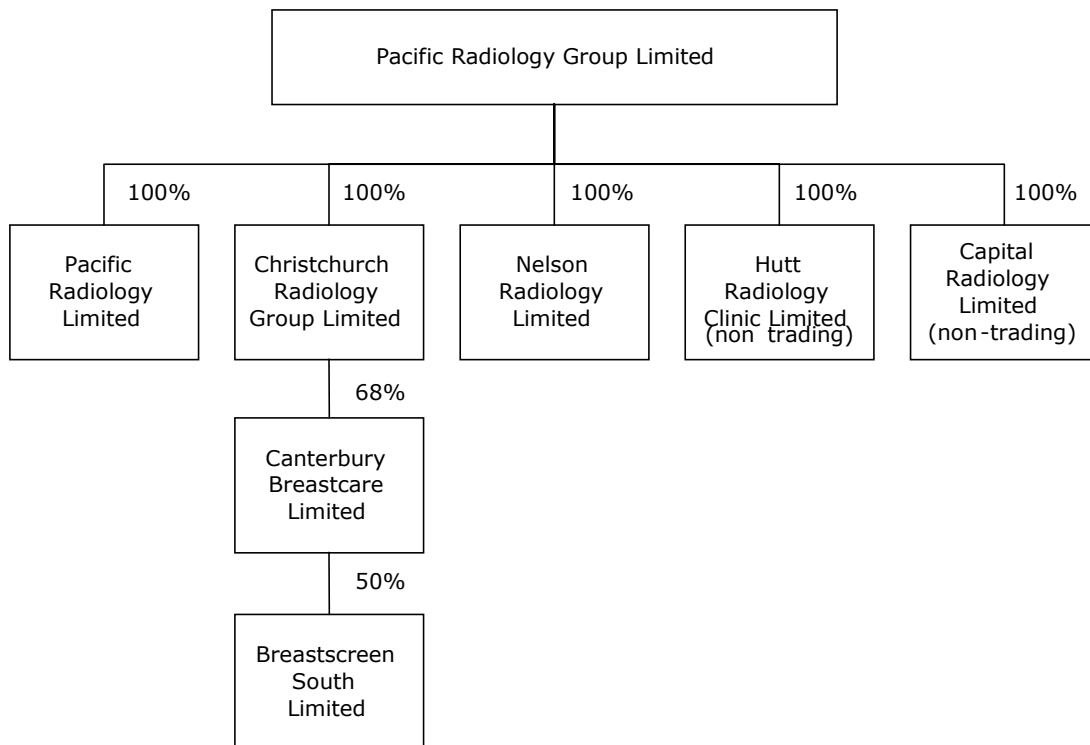 Pacific Radiology Group Limited
100%
100%
100%
100%
100%
Pacific
Radiology
Limited
Christchurch
Radiology
Group Limited
Nelson
Radiology
Limited
Hutt
Radiology
Clinic Limited
(non trading)
Capital
Radiology
Limited
(non-trading)
68%
Canterbury
Breastcare
Limited
50%
Breastscreen
South
Limited